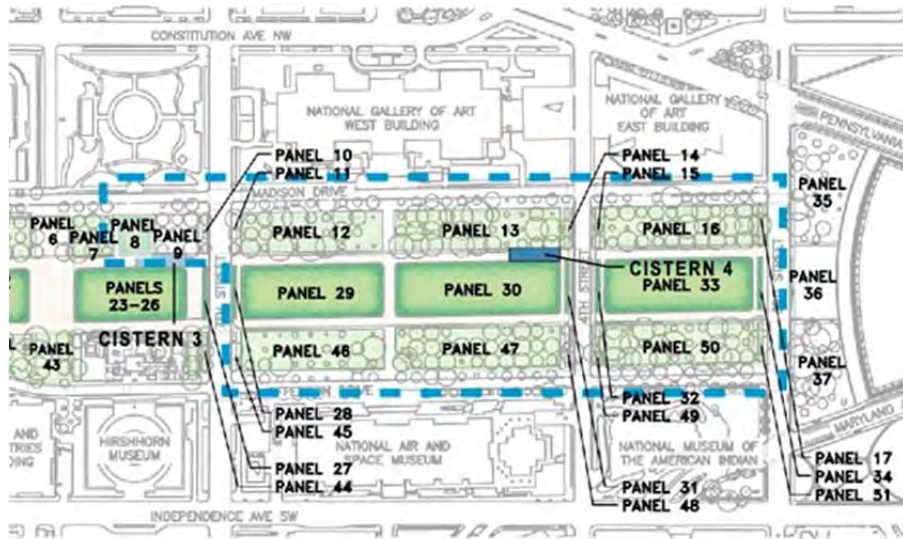 CONSTITUTION AVE NW
NATIONAL GALLERY OF ART
WEST BUILDING
NATIONAL GALLERY
OF ART
EAST BUILDING
PENNSYLVANIA
PANEL 10
PANEL 11
PANEL 14
PANEL 15
MADISON DRIVE
PANEL
35
PANEL
6
PANEL
7
PANEL
8
PANEL
9
PANEL 12
PANEL 13
PANEL 16
CISTERN 4
PANELS
23-26
PANEL 29
PANEL 30
PANEL 33
PANEL
36
4TH STREET
CISTERN 3
PANEL
43
PANEL 46
PANEL 47
PANEL 50
PANEL
37
PANEL 28
PANEL 45
PANEL 32
PANEL 49
MARYLAND
HIRSHHORN
MUSEUM
NATIONAL AIR AND
SPACE MUSEUM
NATIONAL MUSEUM OF
THE AMERICAN INDIAN
PANEL 27
PANEL 44
PANEL 31
PANEL 48
PANEL 17
PANEL 34
PANEL 51
INDEPENDENCE AVE SW